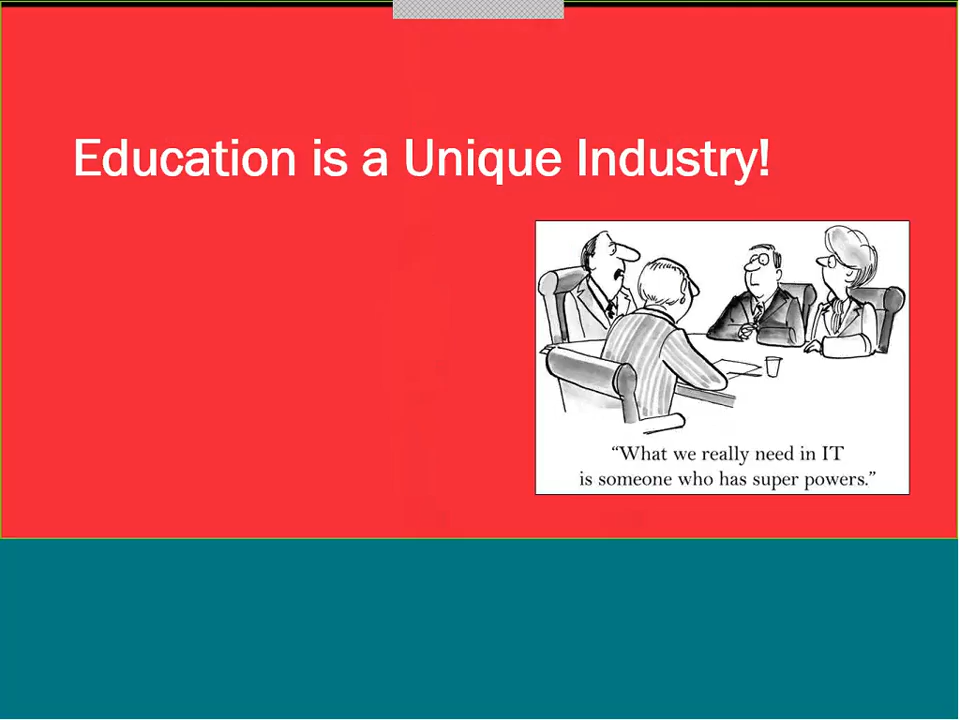 Education is a Unique Industry!
“What we really need in IT
is someone who has super powers.”